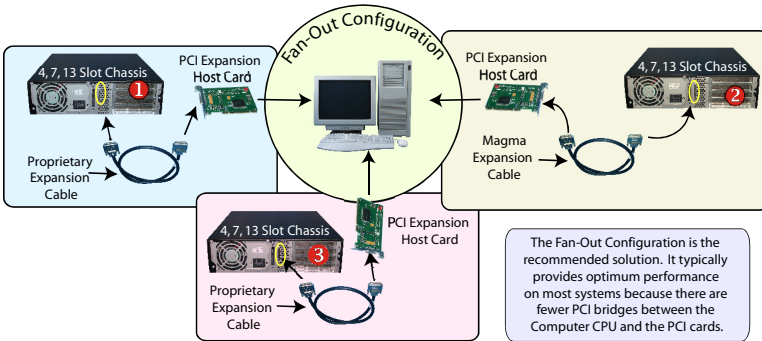 Fan-Out Configuration
4, 7, 13 Slot Chassis
1
PCI Expansion
Host Card
Proprietary
Expansion
Cable
PCI Expansion
Host Card
4, 7, 13 Slot Chassis
2
Magma
Expansion
Cable
4, 7, 13 Slot Chassis
3
PCI Expansion
Host Card
Proprietary
Expansion
Cable
The Fan-Out Configuration is the
recommended solution. It typically
provides optimum performance
on most systems because there are
fewer PCI bridges between the
Computer CPU and the PCI cards.